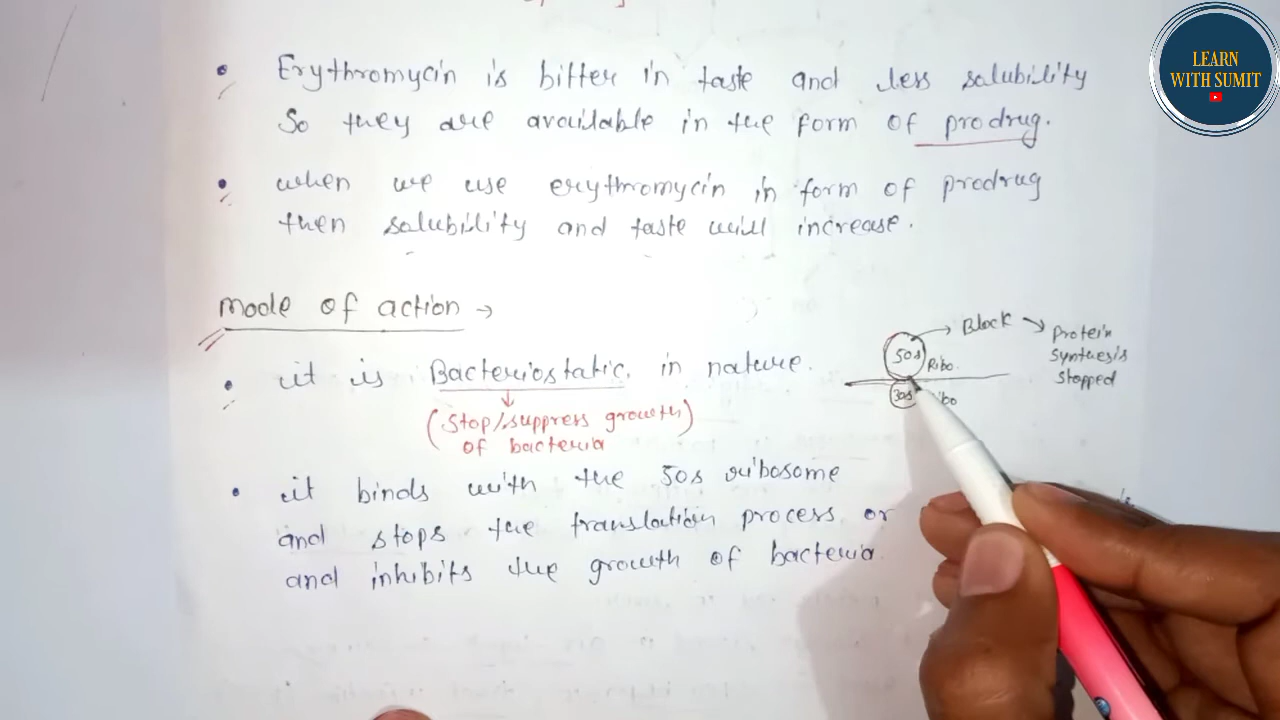 LEARN
WITH SUMIT
• Erythromycin is bitter in taste and less solubility
So they are available in the form of prodrug.
• when we use erythromycin in form of prodrug
then solubility and taste will increase.
Mode of action →
• it is Bacteriostatic in nature.
(Stop/suppress growth)
of bacteria
50s Ribo.
30s ibo
Block
Protein
Synthesis
Stopped
• it binds with the 50s ribosome
and stops the translation process or
and inhibits the growth of bacteria